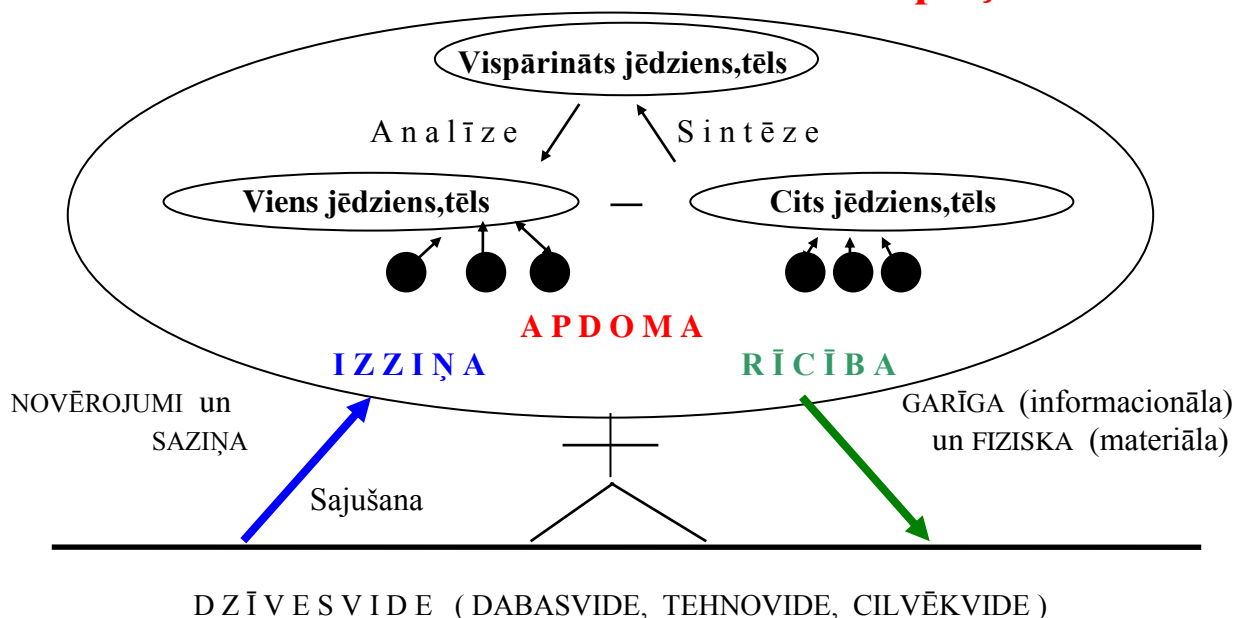 Vispārināts jēdziens,tēls
Analīze Sintēze
Viens jēdziens,tēls — Cits jēdziens,tēls
APDOMA
IZZIŅA RĪCĪBA
NOVĒROJUMI un GARĪGA (informacionāla)
SAZIŅA un FIZISKA (materiāla)
Sajušana
DZĪVESVIDE ( DABASVIDE, TEHNOVIDE, CILVĒKVIDE )